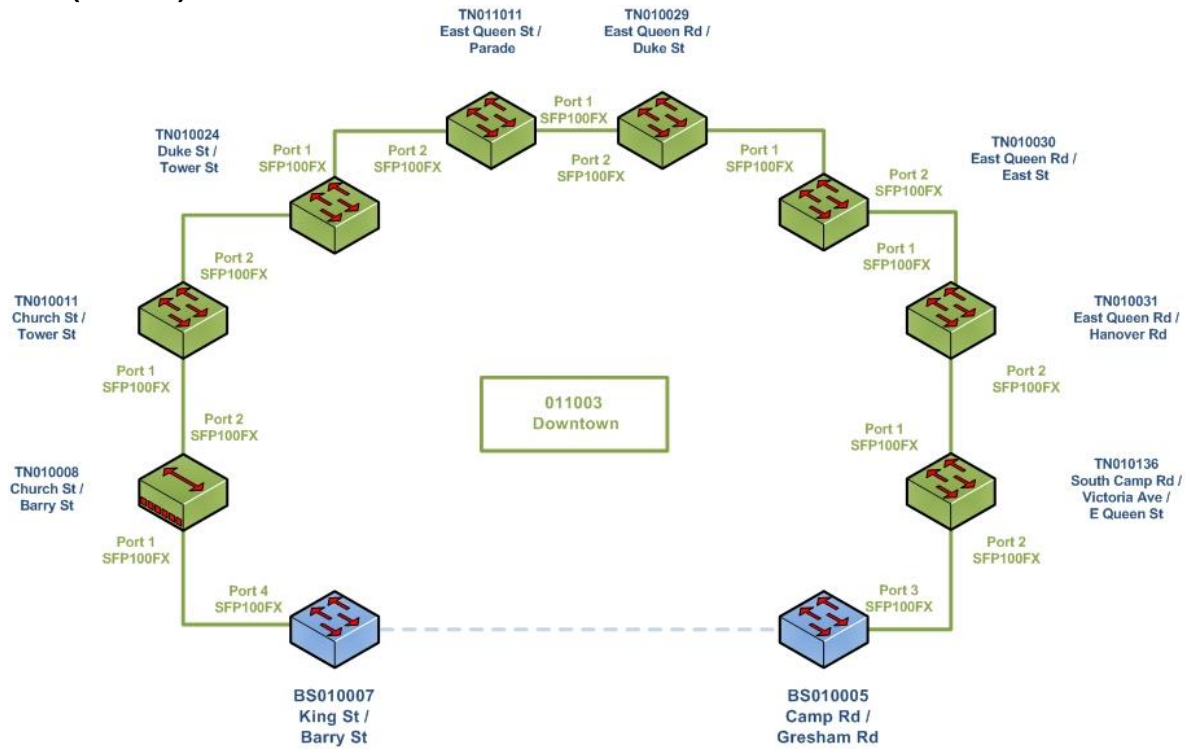 TN011011
East Queen St /
Parade
TN010029
East Queen Rd /
Duke St
Port 1
SFP100FX
TN010024
Duke St /
Tower St
Port 1
SFP100FX
Port 2
SFP100FX
Port 2
SFP100FX
Port 1
SFP100FX
TN010030
East Queen Rd /
East St
Port 2
SFP100FX
Port 2
SFP100FX
Port 1
SFP100FX
TN010011
Church St /
Tower St
TN010031
East Queen Rd /
Hanover Rd
Port 1
SFP100FX
Port 2
SFP100FX
011003
Downtown
Port 2
SFP100FX
Port 1
SFP100FX
TN010008
Church St /
Barry St
TN010136
South Camp Rd /
Victoria Ave /
E Queen St
Port 1
SFP100FX
Port 2
SFP100FX
Port 4
SFP100FX
Port 3
SFP100FX
BS010007
King St /
Barry St
BS010005
Camp Rd /
Gresham Rd